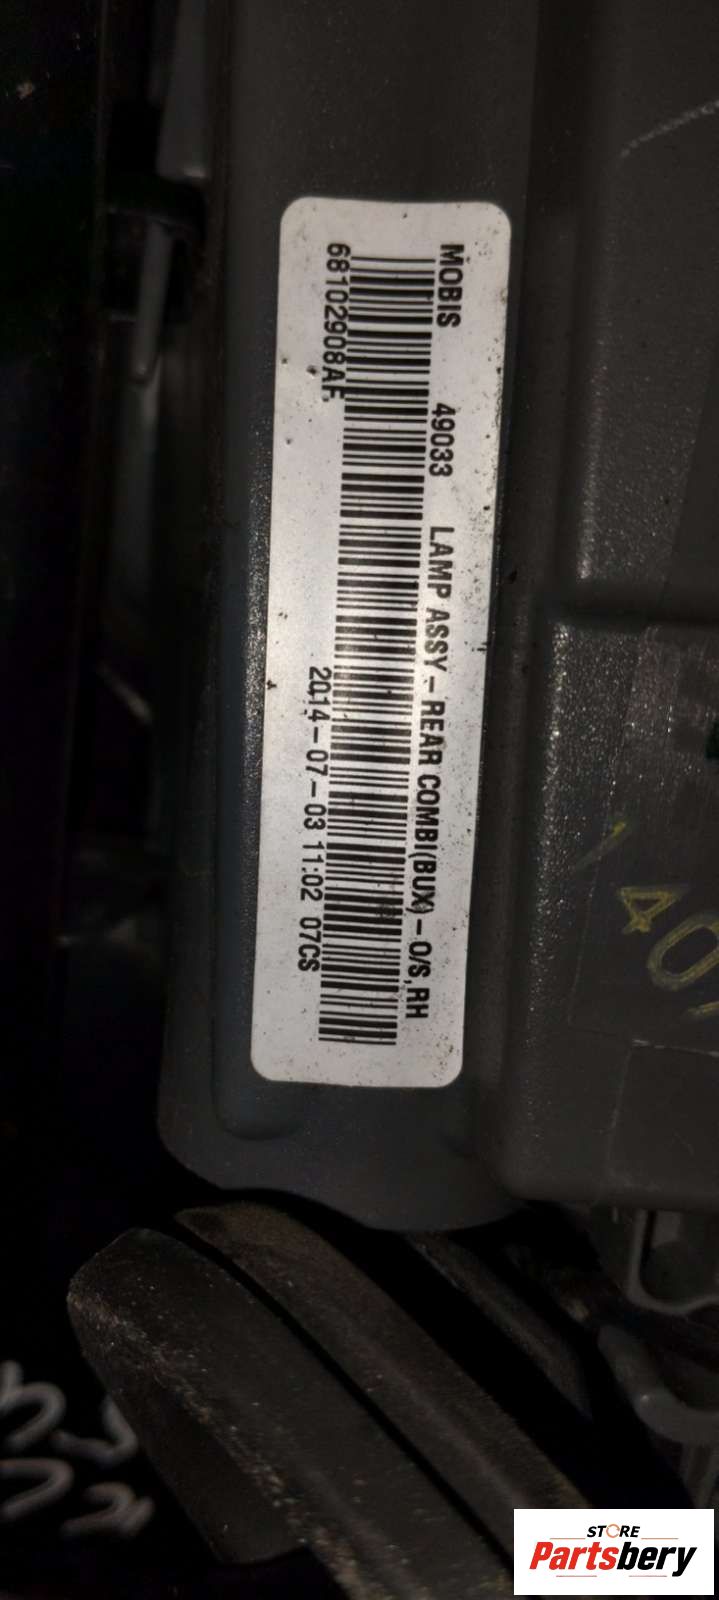 MOBIS 49033 LAMP ASSY-REAR COMBI(BUX)-O/S,RH
68102908AF
2014-07-03 11:02 07CS
STORE
Partsbery